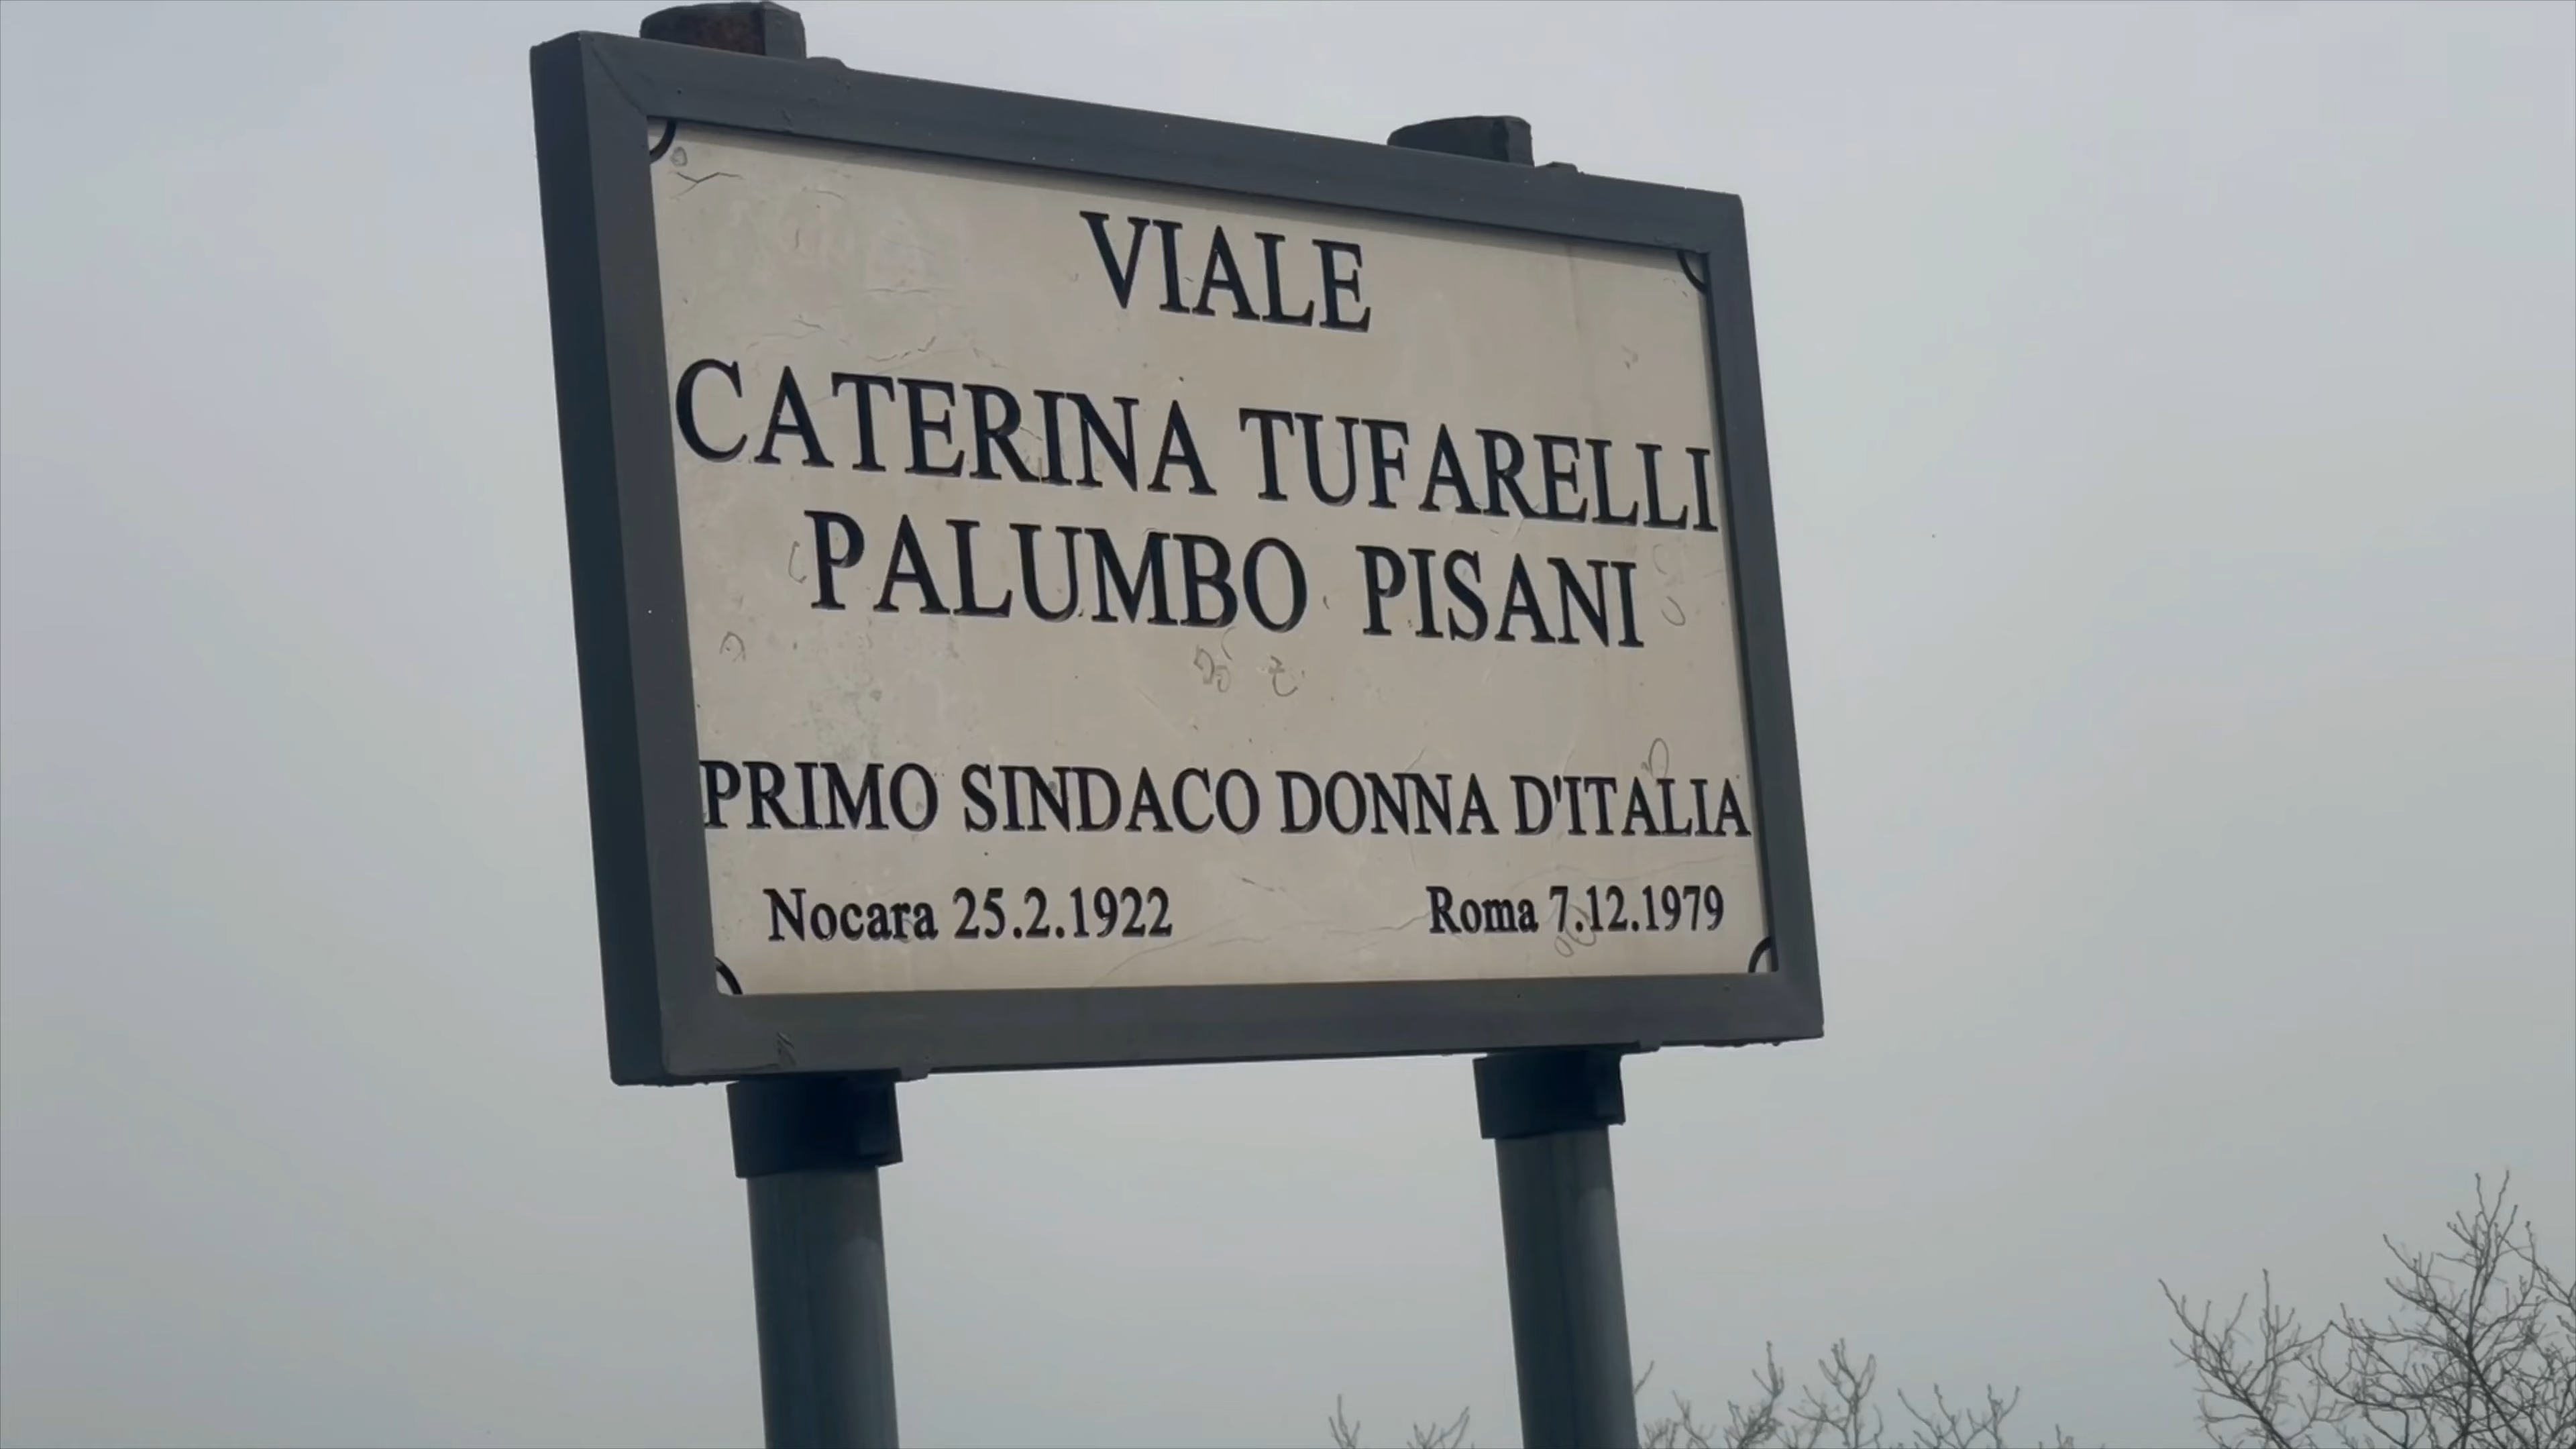 VIALE
CATERINA TUFARELLI
PALUMBO PISANI
PRIMO SINDACO DONNA D'ITALIA
Nocara 25.2.1922 Roma 7.12.1979